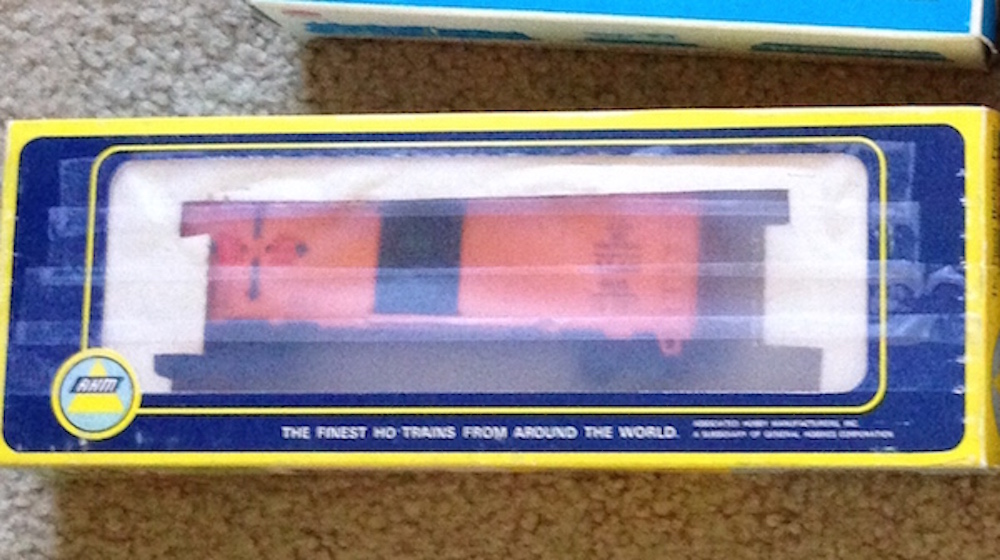 AHM
THE FINEST HO TRAINS FROM AROUND THE WORLD.
ASSOCIATED HOBBY MANUFACTURERS, INC.
A SUBSIDIARY OF GENERAL HOBBIES CORPORATION